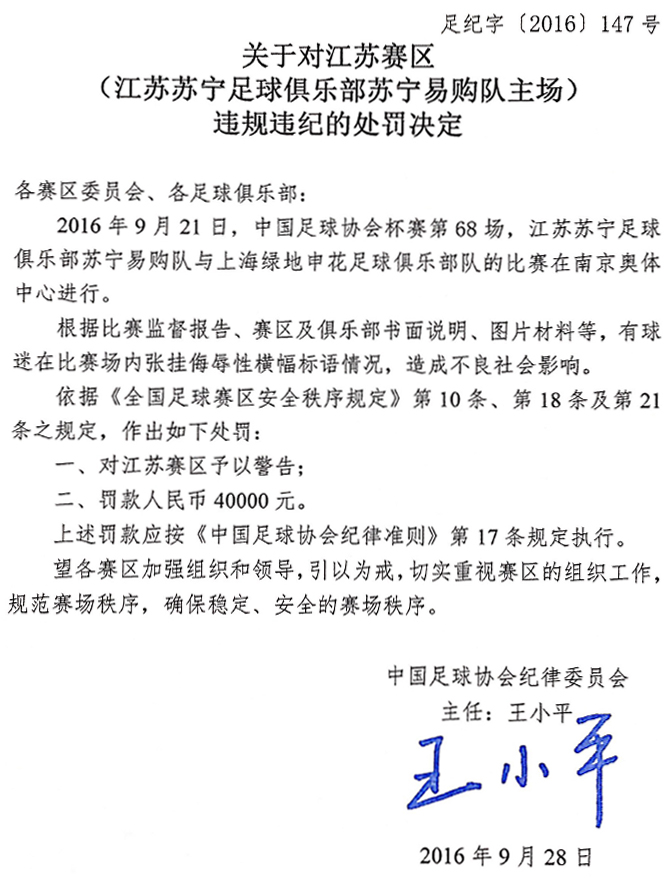 足纪字〔2016〕147 号
关于对江苏赛区
（江苏苏宁足球俱乐部苏宁易购队主场）
违规违纪的处罚决定
各赛区委员会、各足球俱乐部：
2016 年 9 月 21 日，中国足球协会杯赛第 68 场，江苏苏宁足球
俱乐部苏宁易购队与上海绿地申花足球俱乐部队的比赛在南京奥体
中心进行。
根据比赛监督报告、赛区及俱乐部书面说明、图片材料等，有球
迷在比赛场内张挂侮辱性横幅标语情况，造成不良社会影响。
依据《全国足球赛区安全秩序规定》第 10 条、第 18 条及第 21
条之规定，作出如下处罚：
一、对江苏赛区予以警告；
二、罚款人民币 40000 元。
上述罚款应按《中国足球协会纪律准则》第 17 条规定执行。
望各赛区加强组织和领导，引以为戒，切实重视赛区的组织工作，
规范赛场秩序，确保稳定、安全的赛场秩序。
中国足球协会纪律委员会
主任：王小平
王小平
2016 年 9 月 28 日